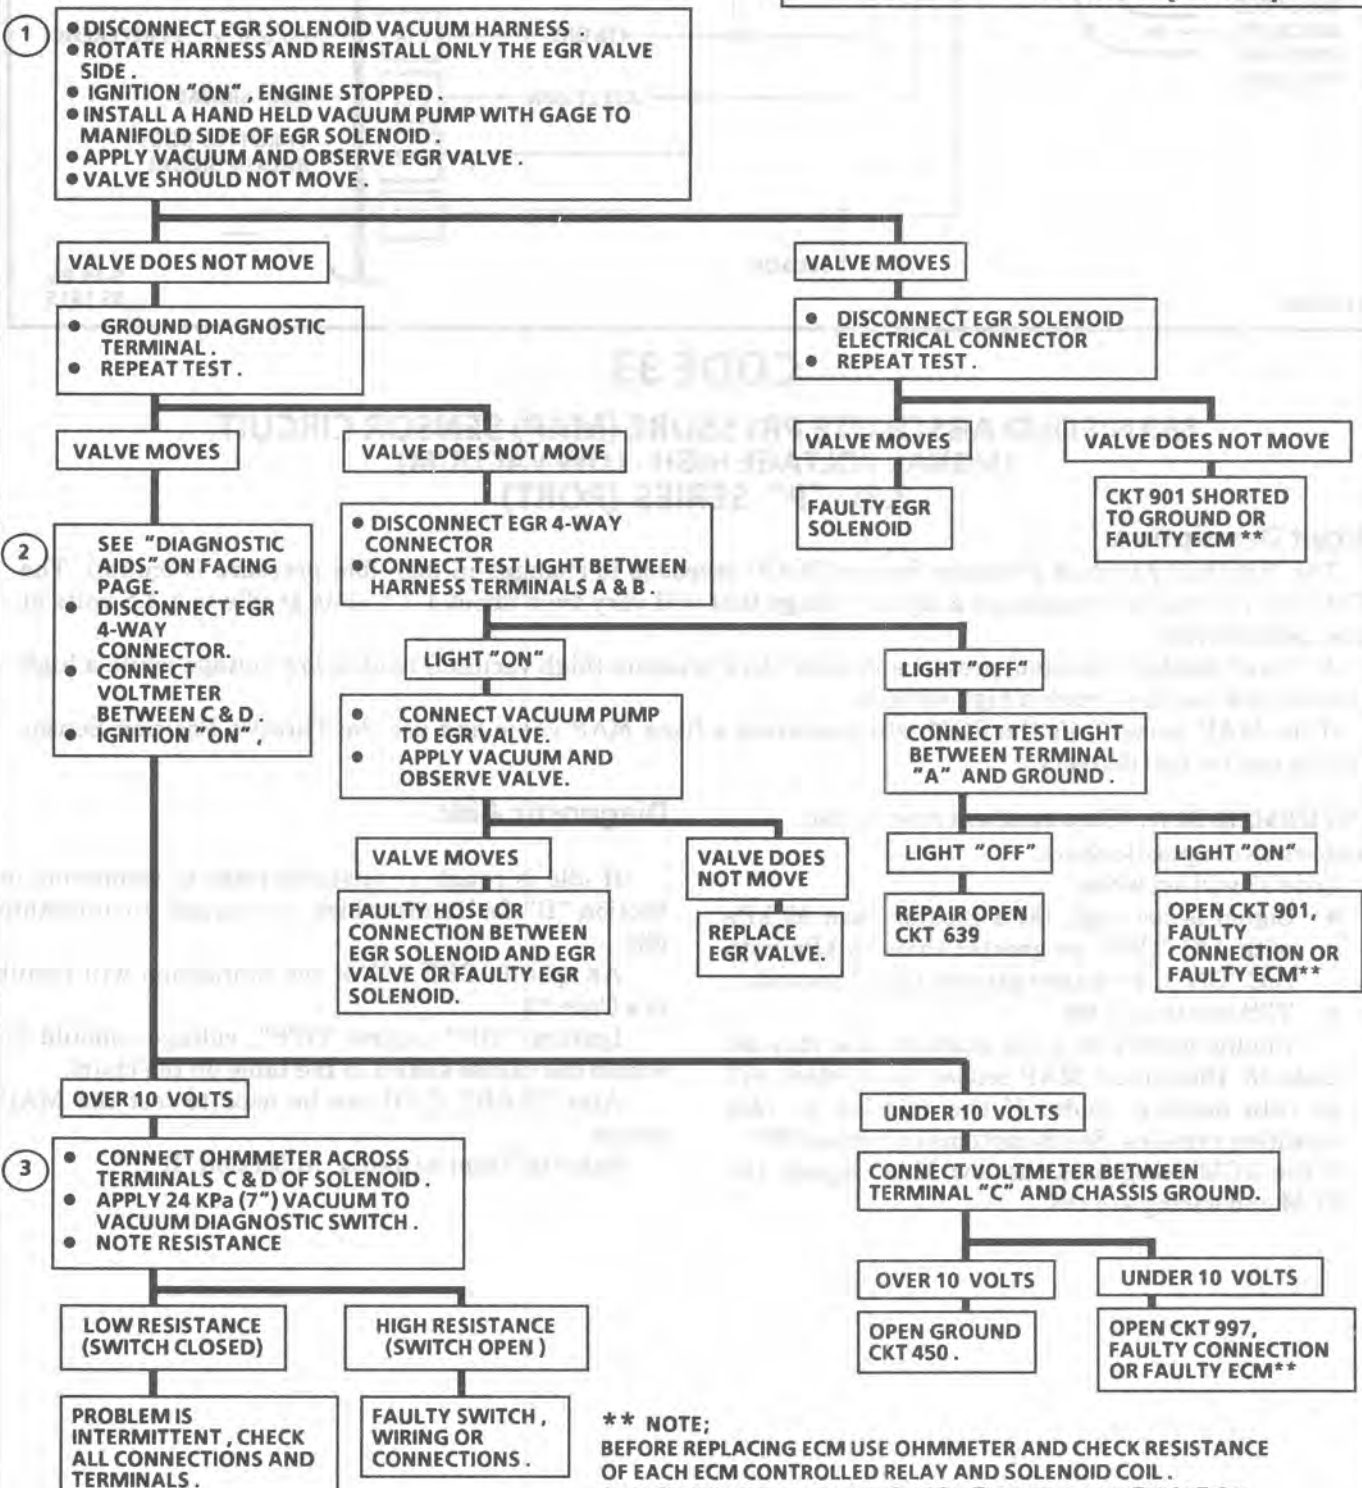 1
● DISCONNECT EGR SOLENOID VACUUM HARNESS.
● ROTATE HARNESS AND REINSTALL ONLY THE EGR VALVE
SIDE.
● IGNITION "ON", ENGINE STOPPED.
● INSTALL A HAND HELD VACUUM PUMP WITH GAGE TO
MANIFOLD SIDE OF EGR SOLENOID.
● APPLY VACUUM AND OBSERVE EGR VALVE.
● VALVE SHOULD NOT MOVE.
VALVE DOES NOT MOVE
VALVE MOVES
● GROUND DIAGNOSTIC
TERMINAL.
● REPEAT TEST.
● DISCONNECT EGR SOLENOID
ELECTRICAL CONNECTOR
● REPEAT TEST.
VALVE MOVES
VALVE DOES NOT MOVE
VALVE MOVES
VALVE DOES NOT MOVE
FAULTY EGR
SOLENOID
CKT 901 SHORTED
TO GROUND OR
FAULTY ECM **
2
● SEE "DIAGNOSTIC
AIDS," ON FACING
PAGE.
● DISCONNECT EGR
4-WAY
CONNECTOR.
● CONNECT
VOLTMETER
BETWEEN C & D.
● IGNITION "ON",
● DISCONNECT EGR 4-WAY
CONNECTOR
● CONNECT TEST LIGHT BETWEEN
HARNESS TERMINALS A & B.
LIGHT "ON"
LIGHT "OFF"
● CONNECT VACUUM PUMP
TO EGR VALVE.
● APPLY VACUUM AND
OBSERVE VALVE.
CONNECT TEST LIGHT
BETWEEN TERMINAL
"A" AND GROUND.
VALVE MOVES
VALVE DOES
NOT MOVE
LIGHT "OFF"
LIGHT "ON"
FAULTY HOSE OR
CONNECTION BETWEEN
EGR SOLENOID AND EGR
VALVE OR FAULTY EGR
SOLENOID.
REPLACE
EGR VALVE.
REPAIR OPEN
CKT 639
OPEN CKT 901,
FAULTY
CONNECTION OR
FAULTY ECM**
OVER 10 VOLTS
UNDER 10 VOLTS
3
● CONNECT OHMMETER ACROSS
TERMINALS C & D OF SOLENOID.
● APPLY 24 KPa (7") VACUUM TO
VACUUM DIAGNOSTIC SWITCH.
● NOTE RESISTANCE
CONNECT VOLTMETER BETWEEN
TERMINAL "C" AND CHASSIS GROUND.
OVER 10 VOLTS
UNDER 10 VOLTS
LOW RESISTANCE
(SWITCH CLOSED)
HIGH RESISTANCE
(SWITCH OPEN)
OPEN GROUND
CKT 450.
OPEN CKT 997,
FAULTY CONNECTION
OR FAULTY ECM**
PROBLEM IS
INTERMITTENT, CHECK
ALL CONNECTIONS AND
TERMINALS.
FAULTY SWITCH,
WIRING OR
CONNECTIONS.
** NOTE;
BEFORE REPLACING ECM USE OHMMETER AND CHECK RESISTANCE
OF EACH ECM CONTROLLED RELAY AND SOLENOID COIL.